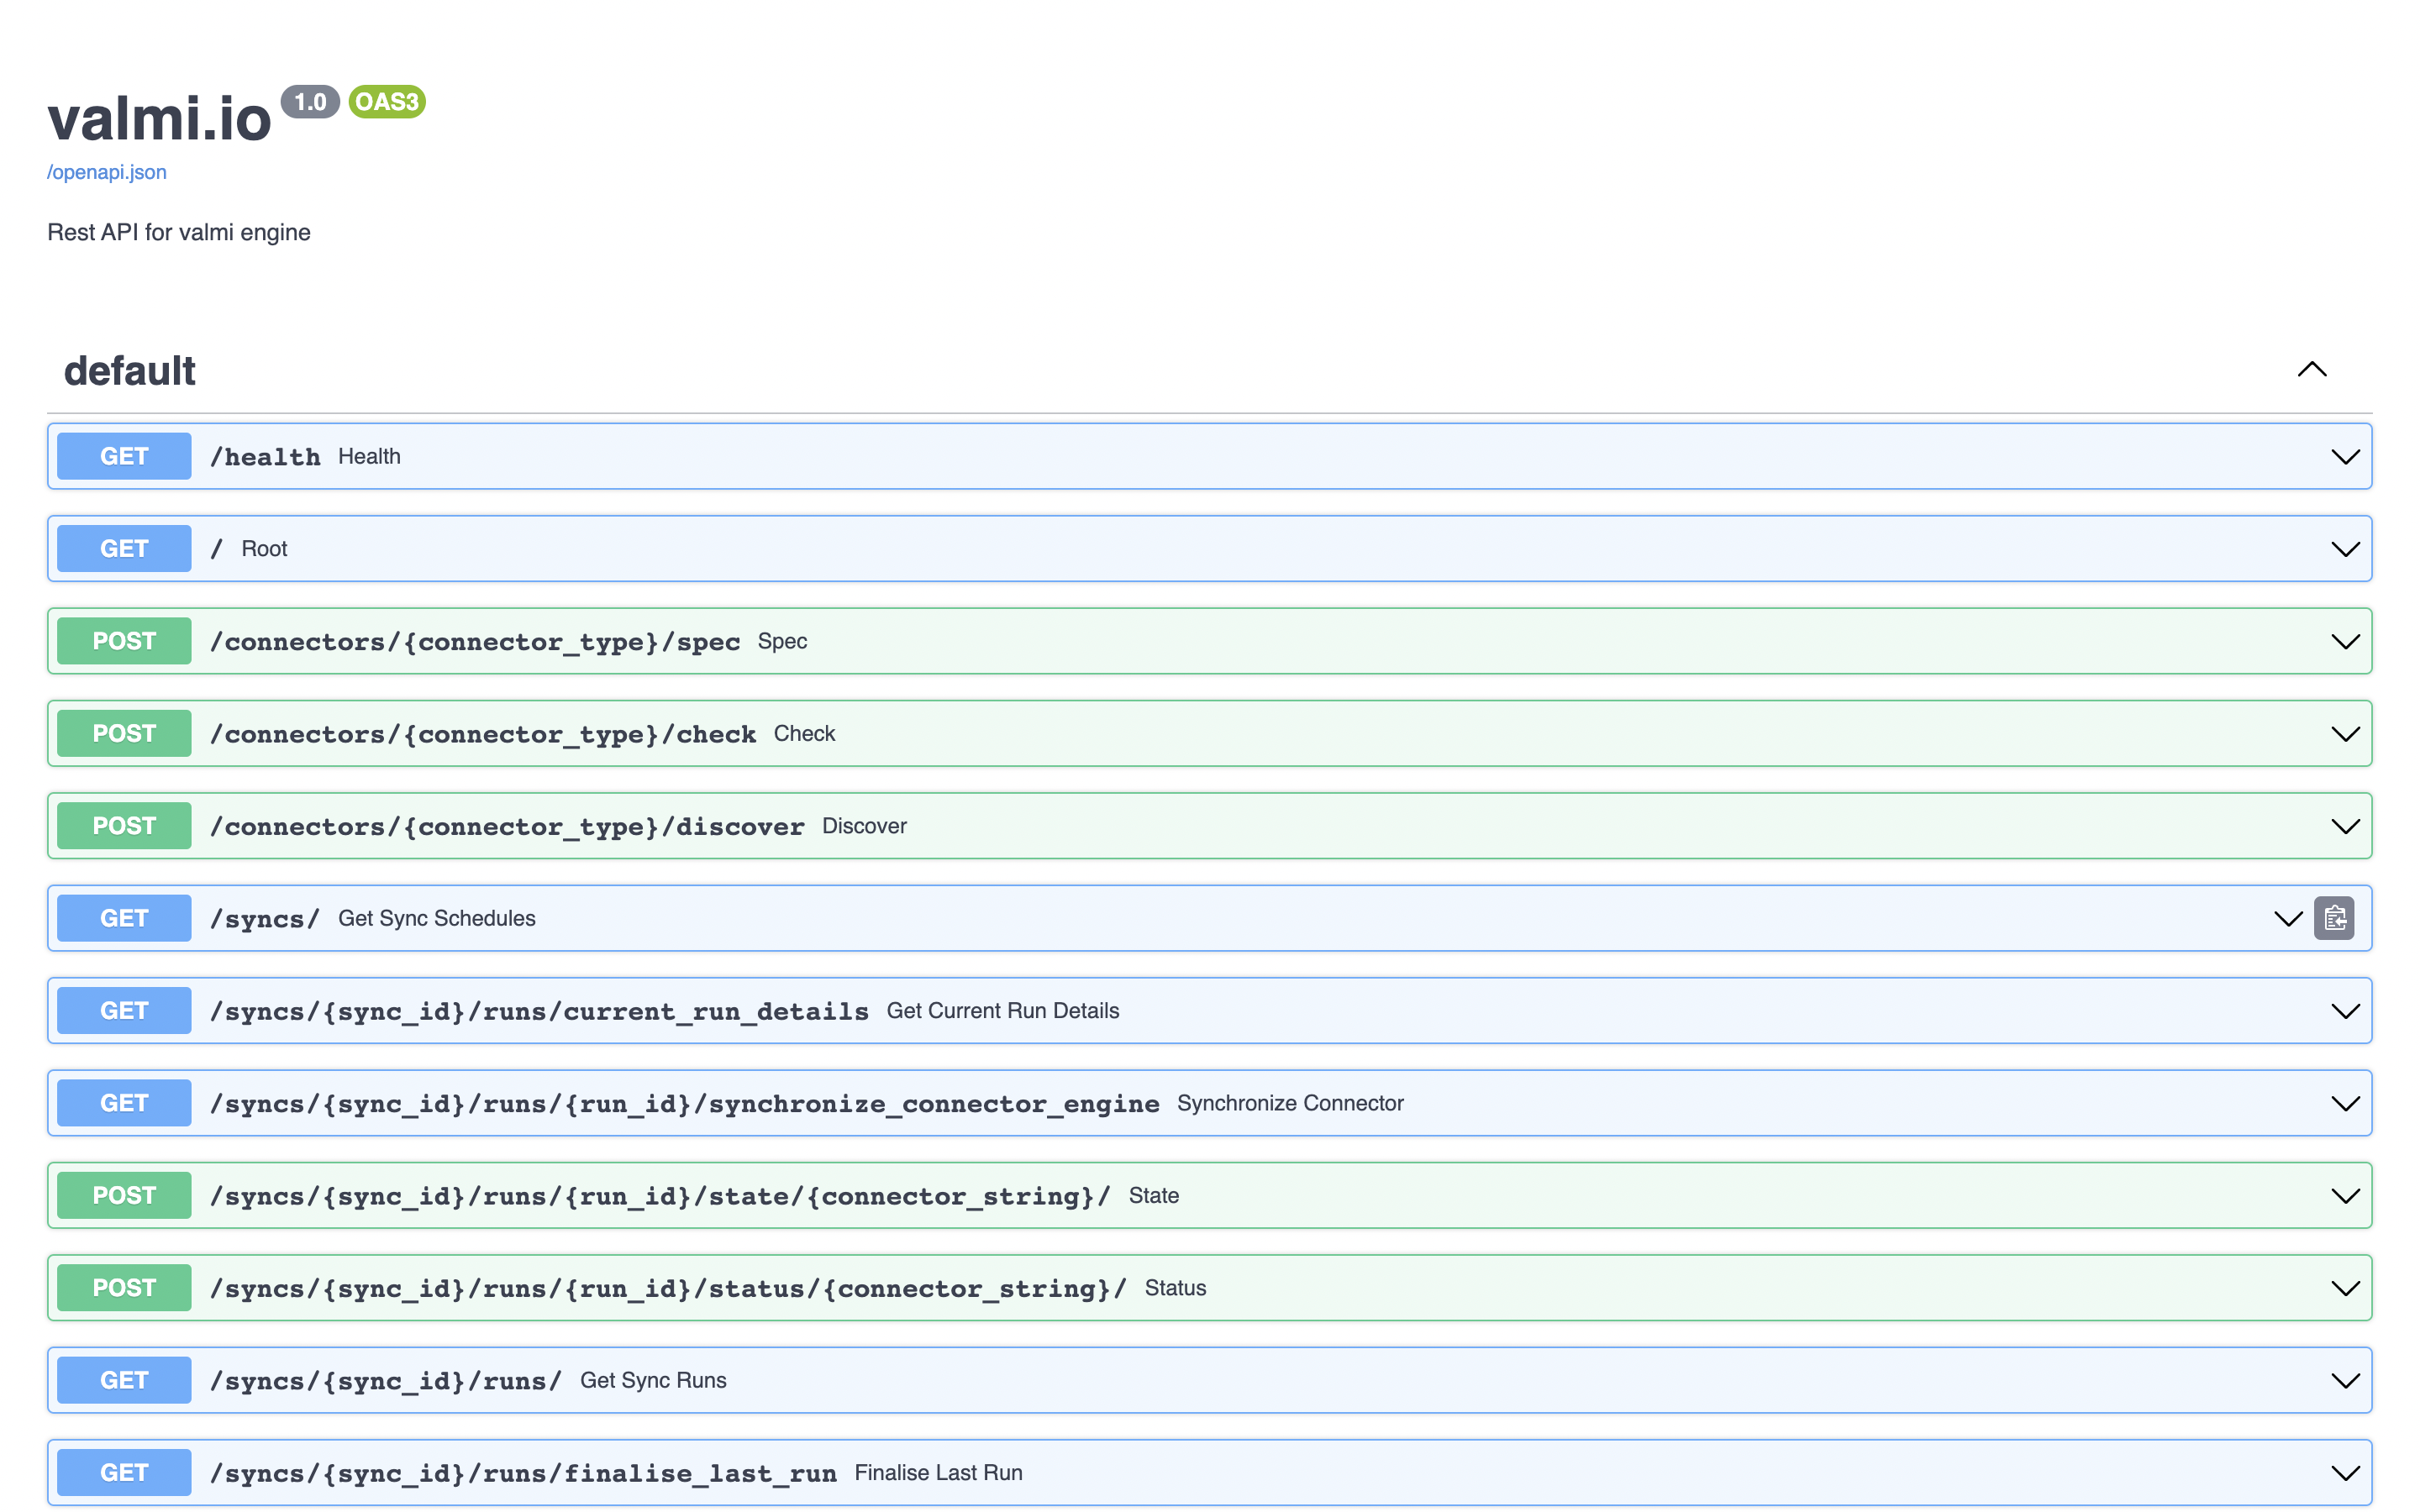 valmi.io 1.0 OAS3
/openapi.json
Rest API for valmi engine
default
GET /health Health
GET / Root
POST /connectors/{connector_type}/spec Spec
POST /connectors/{connector_type}/check Check
POST /connectors/{connector_type}/discover Discover
GET /syncs/ Get Sync Schedules
GET /syncs/{sync_id}/runs/current_run_details Get Current Run Details
GET /syncs/{sync_id}/runs/{run_id}/synchronize_connector_engine Synchronize Connector
POST /syncs/{sync_id}/runs/{run_id}/state/{connector_string}/ State
POST /syncs/{sync_id}/runs/{run_id}/status/{connector_string}/ Status
GET /syncs/{sync_id}/runs/ Get Sync Runs
GET /syncs/{sync_id}/runs/finalise_last_run Finalise Last Run